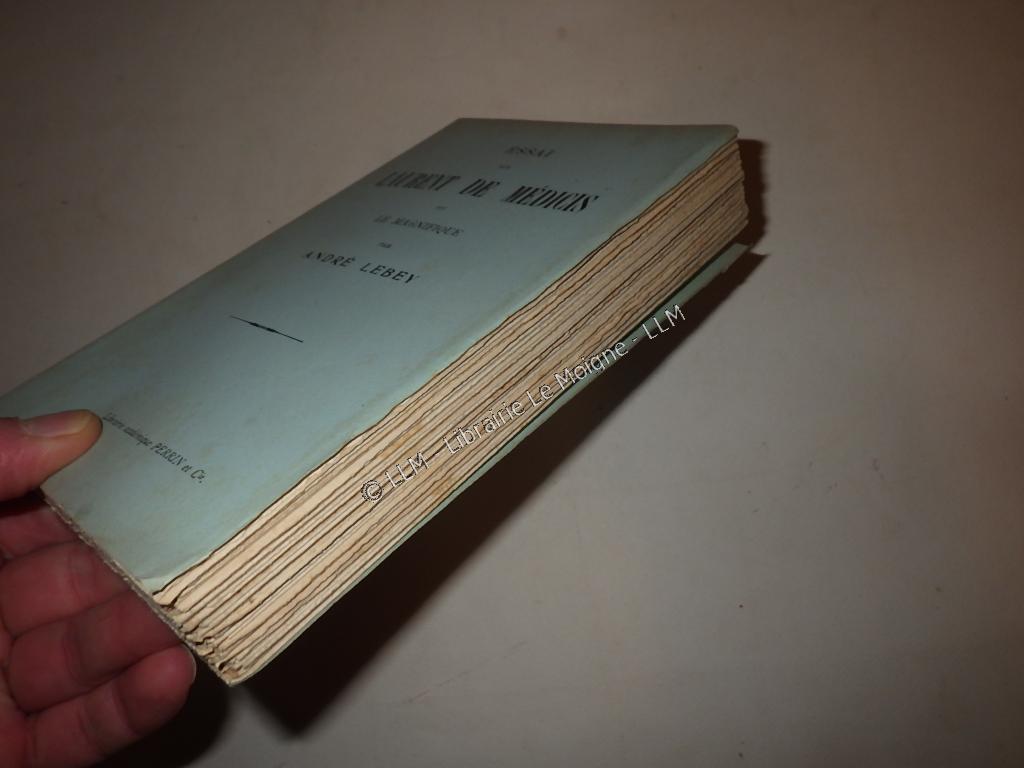 ESSAI
SUR
LAURENT DE MÉDICIS
DIT
LE MAGNIFIQUE
PAR
ANDRÉ LEBEY
Librairie académique PERRIN et Cie.
© LLM - Librairie Le Moigne - LLM